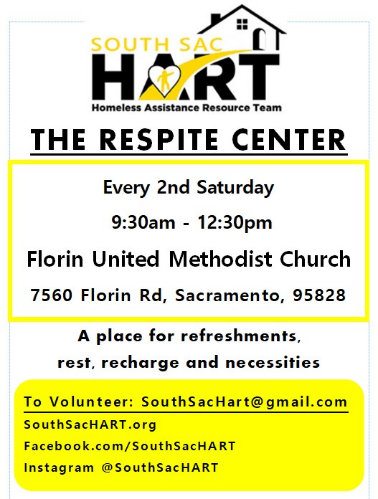 SOUTH SAC
HART
Homeless Assistance Resource Team
THE RESPITE CENTER
Every 2nd Saturday
9:30am - 12:30pm
Florin United Methodist Church
7560 Florin Rd, Sacramento, 95828
A place for refreshments,
rest, recharge and necessities
To Volunteer: SouthSacHart@gmail.com
SouthSacHART.org
Facebook.com/SouthSacHART
Instagram @SouthSacHART